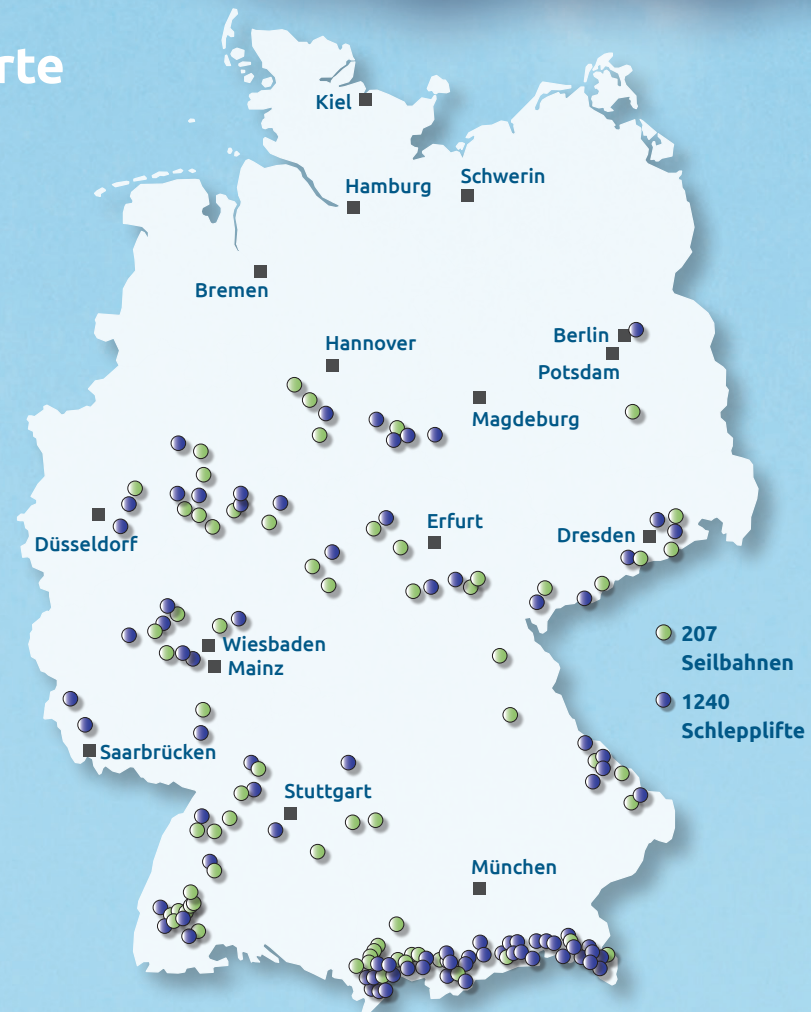 rte
Kiel
Schwerin
Hamburg
Bremen
Berlin
Hannover
Potsdam
Magdeburg
Erfurt
Dresden
Düsseldorf
207
Seilbahnen
Wiesbaden
Mainz
1240
Schlepplifte
Saarbrücken
Stuttgart
München